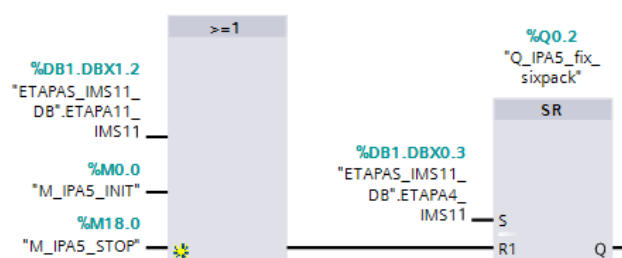 >=1
%DB1.DBX1.2
"ETAPAS_IMS11_
DB".ETAPA11_
IMS11
%M0.0
"M_IPA5_INIT"
%M18.0
"M_IPA5_STOP"
%Q0.2
"Q_IPA5_fix_
sixpack"
SR
%DB1.DBX0.3
"ETAPAS_IMS11_
DB".ETAPA4_
IMS11
S
R1
Q